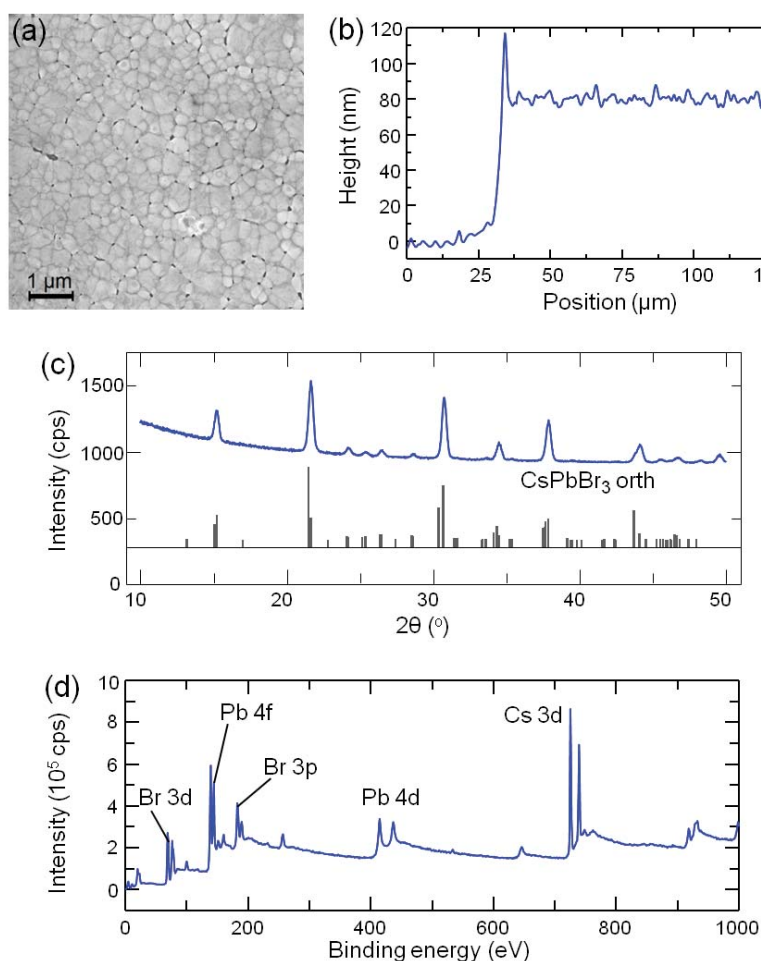 (a)
1 µm
(b)
Height (nm)
120
100
80
60
40
20
0
0 25 50 75 100
Position (µm)
(c)
Intensity (cps)
1500
1000
500
0
CsPbBr₃ orth
10 20 30 40 50
2θ (°)
(d)
Intensity (10⁵ cps)
10
8
6
4
2
0
Pb 4f
Br 3d
Br 3p
Pb 4d
Cs 3d
0 200 400 600 800 1000
Binding energy (eV)